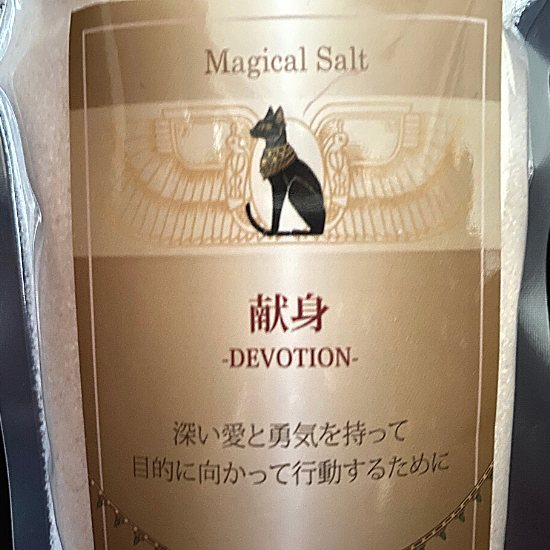 Magical Salt
献身
-DEVOTION-
深い愛と勇気を持って
目的に向かって行動するために